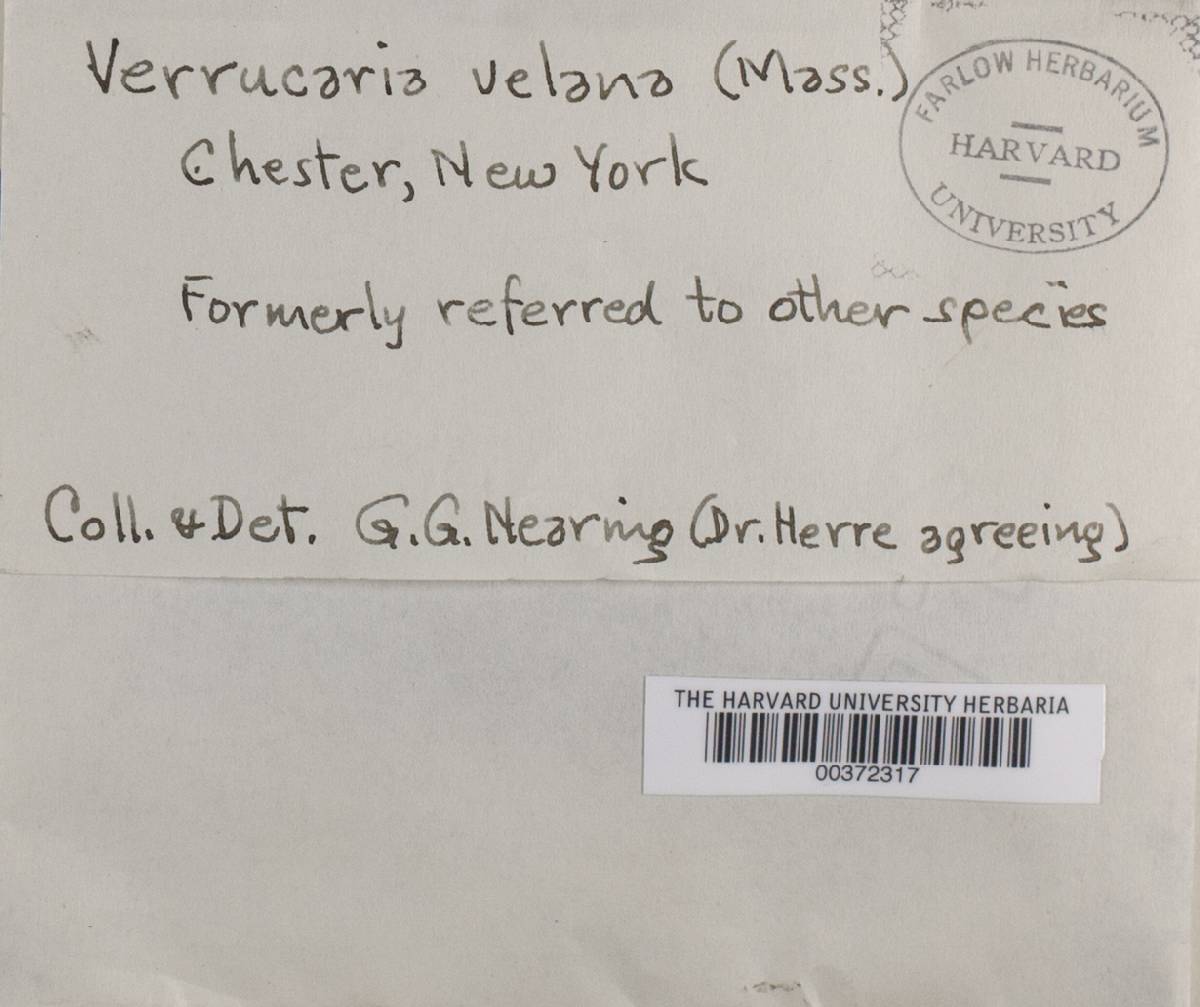 Verrucaria velana (Mass.)
FARLOW HERBARIUM
HARVARD
UNIVERSITY
Chester, New York
Formerly referred to other species
Coll. & Det. G.G. Nearing (Dr. Herre agreeing)
THE HARVARD UNIVERSITY HERBARIA
00372317